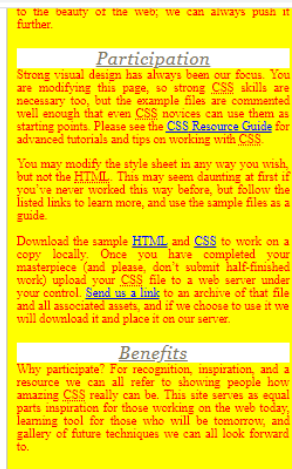 to the beauty of the web; we can always push it
further.
Participation
Strong visual design has always been our focus. You
are modifying this page, so strong CSS skills are
necessary too, but the example files are commented
well enough that even CSS novices can use them as
starting points. Please see the CSS Resource Guide for
advanced tutorials and tips on working with CSS.
You may modify the style sheet in any way you wish,
but not the HTML. This may seem daunting at first if
you've never worked this way before, but follow the
listed links to learn more, and use the sample files as a
guide.
Download the sample HTML and CSS to work on a
copy locally. Once you have completed your
masterpiece (and please, don't submit half-finished
work) upload your CSS file to a web server under
your control. Send us a link to an archive of that file
and all associated assets, and if we choose to use it we
will download it and place it on our server.
Benefits
Why participate? For recognition, inspiration, and a
resource we can all refer to showing people how
amazing CSS really can be. This site serves as equal
parts inspiration for those working on the web today,
learning tool for those who will be tomorrow, and
gallery of future techniques we can all look forward
to.